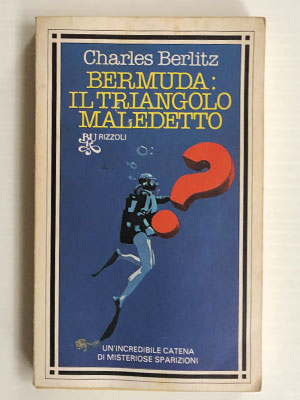 Charles Berlitz
BERMUDA:
IL TRIANGOLO
MALEDETTO
BUR RIZZOLI
?
UN'INCREDIBILE CATENA
DI MISTERIOSE SPARIZIONI